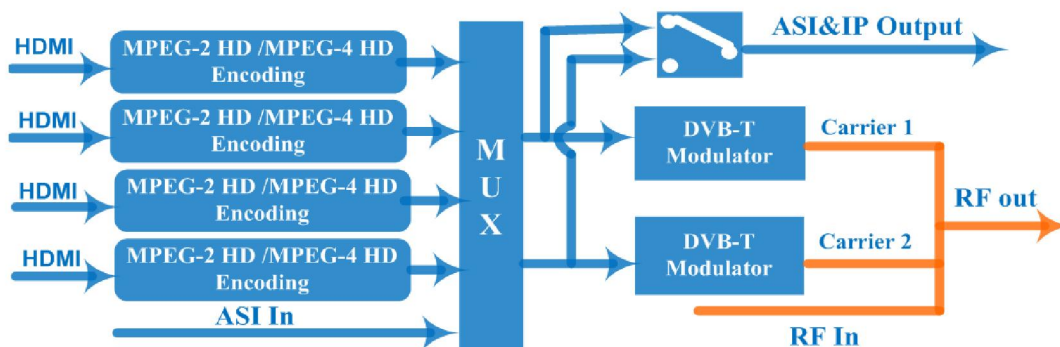 HDMI
MPEG-2 HD /MPEG-4 HD
Encoding
HDMI
MPEG-2 HD /MPEG-4 HD
Encoding
HDMI
MPEG-2 HD /MPEG-4 HD
Encoding
HDMI
MPEG-2 HD /MPEG-4 HD
Encoding
ASI In
M
U
X
ASI&IP Output
DVB-T
Modulator
Carrier 1
DVB-T
Modulator
Carrier 2
RF out
RF In